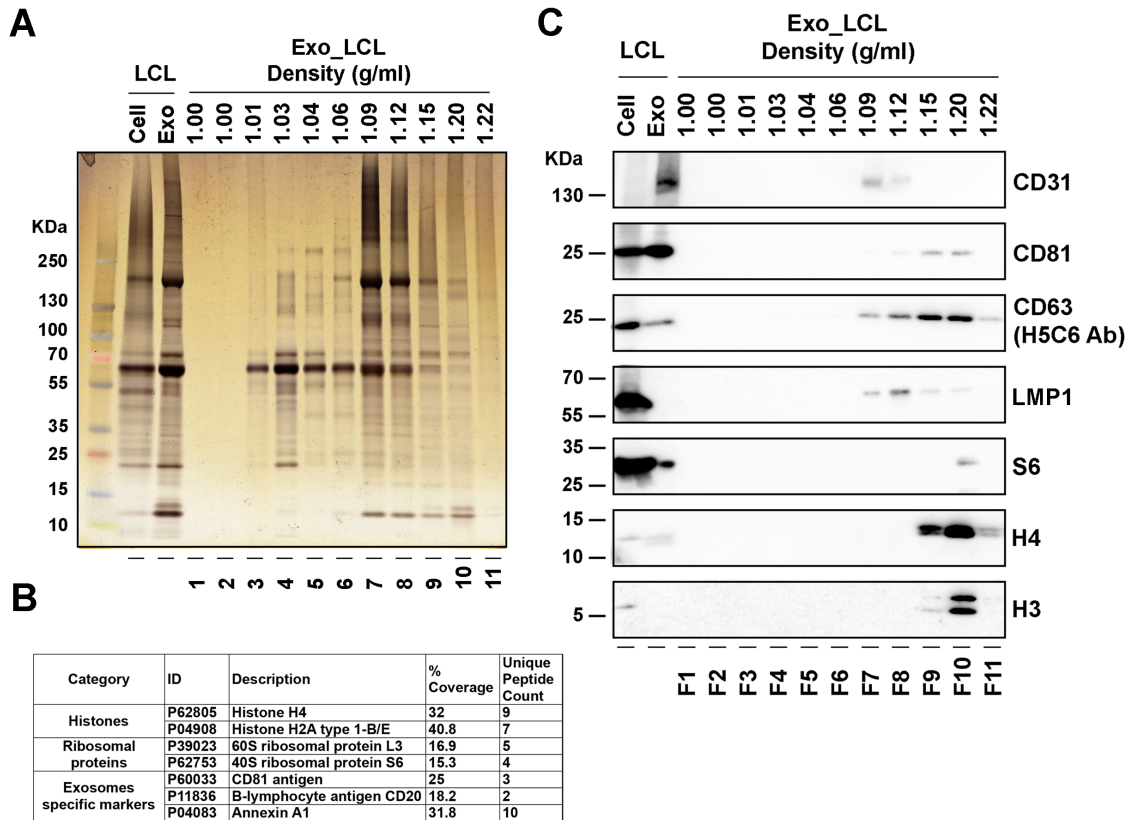 A
Exo_LCL
LCL
Density (g/ml)
Cell
Exo
1.00
1.00
1.01
1.03
1.04
1.06
1.09
1.12
1.15
1.20
1.22
KDa
250
130
100
70
55
35
25
15
10
1
2
3
4
5
6
7
8
9
10
11
B
Category ID Description % Coverage Unique Peptide Count
Histones
P62805 Histone H4 32 9
P04908 Histone H2A type 1-B/E 40.8 7
Ribosomal proteins
P39023 60S ribosomal protein L3 16.9 5
P62753 40S ribosomal protein S6 15.3 4
Exosomes specific markers
P60033 CD81 antigen 25 3
P11836 B-lymphocyte antigen CD20 18.2 2
P04083 Annexin A1 31.8 10
C
Exo_LCL
LCL
Density (g/ml)
Cell
Exo
1.00
1.00
1.01
1.03
1.04
1.06
1.09
1.12
1.15
1.20
1.22
KDa
130
CD31
25
CD81
25
CD63
(H5C6 Ab)
70
55
LMP1
35
25
S6
15
10
H4
5
H3
F1
F2
F3
F4
F5
F6
F7
F8
F9
F10
F11